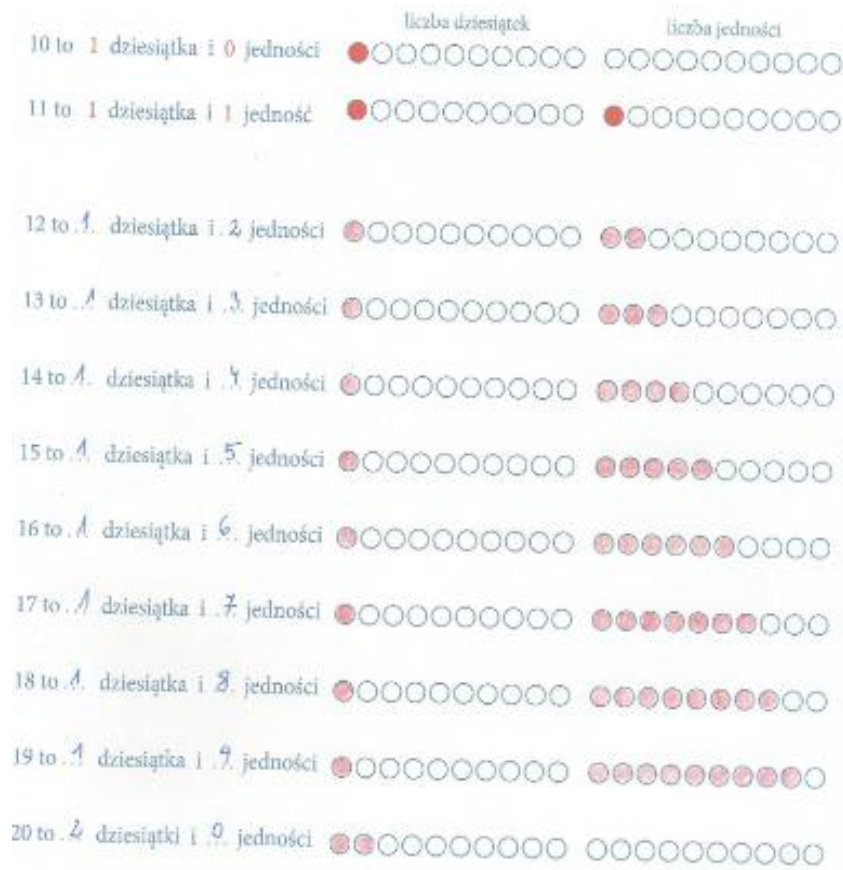 liczba dziesiątek liczba jedności
10 to 1 dziesiątka i 0 jedności
11 to 1 dziesiątka i 1 jedność
12 to .1. dziesiątka i .2 jedności
13 to ..1 dziesiątka i .3. jedności
14 to .1. dziesiątka i .4. jedności
15 to .1. dziesiątka i .5. jedności
16 to .1 dziesiątka i .6. jedności
17 to ..1 dziesiątka i .7. jedności
18 to .1. dziesiątka i .8. jedności
19 to ..1 dziesiątka i .9. jedności
20 to .2 dziesiątki i .0. jedności